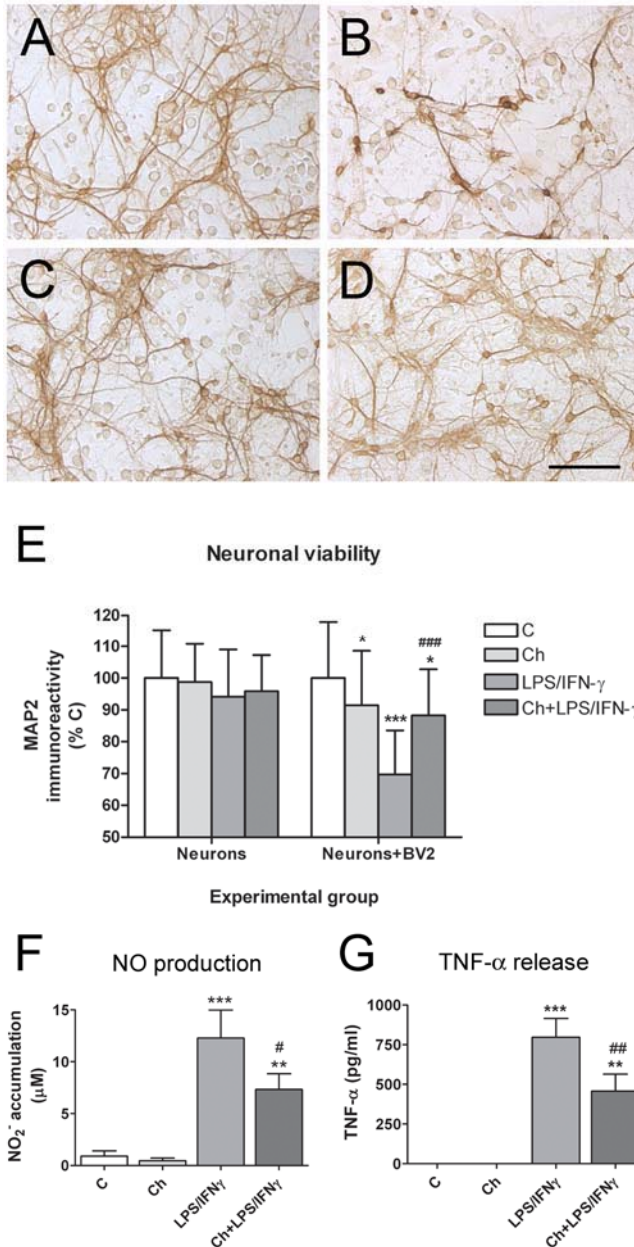 A
B
C
D
E
Neuronal viability
120
110
100
90
80
70
60
50
MAP2
immunoreactivity
(% C)
*
***
###
*
Neurons
Neurons+BV2
Experimental group
C
Ch
LPS/IFN-γ
Ch+LPS/IFN-γ
F
NO production
15
10
5
0
NO₂⁻ accumulation
(μM)
***
#
**
C
Ch
LPS/IFNγ
Ch+LPS/IFNγ
G
TNF-α release
1000
750
500
250
0
TNF-α (pg/ml)
***
##
**
C
Ch
LPS/IFNγ
Ch+LPS/IFNγ